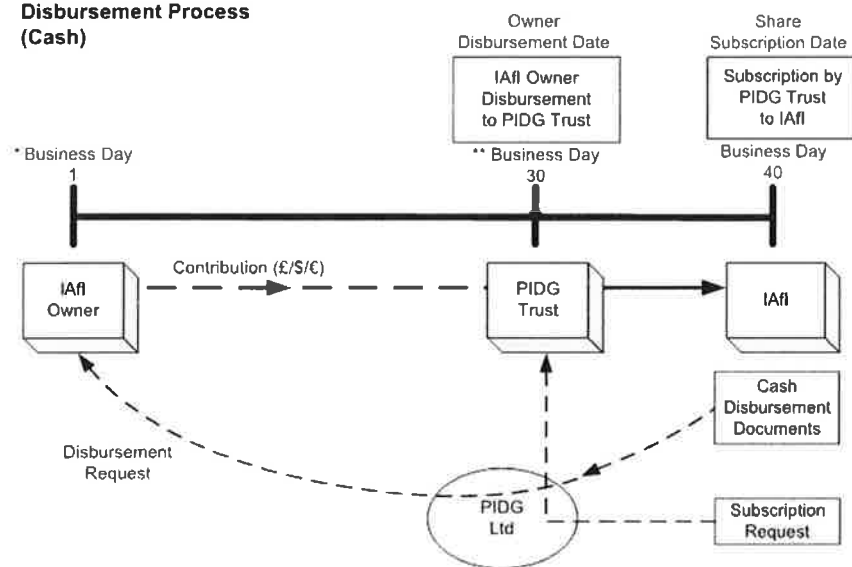 Disbursement Process
(Cash)
Owner
Disbursement Date
Share
Subscription Date
IAfl Owner
Disbursement
to PIDG Trust
Subscription by
PIDG Trust
to IAfl
* Business Day
1
** Business Day
30
Business Day
40
IAfl
Owner
Contribution (£/$/€)
PIDG
Trust
IAfl
Cash
Disbursement
Documents
Disbursement
Request
PIDG
Ltd
Subscription
Request